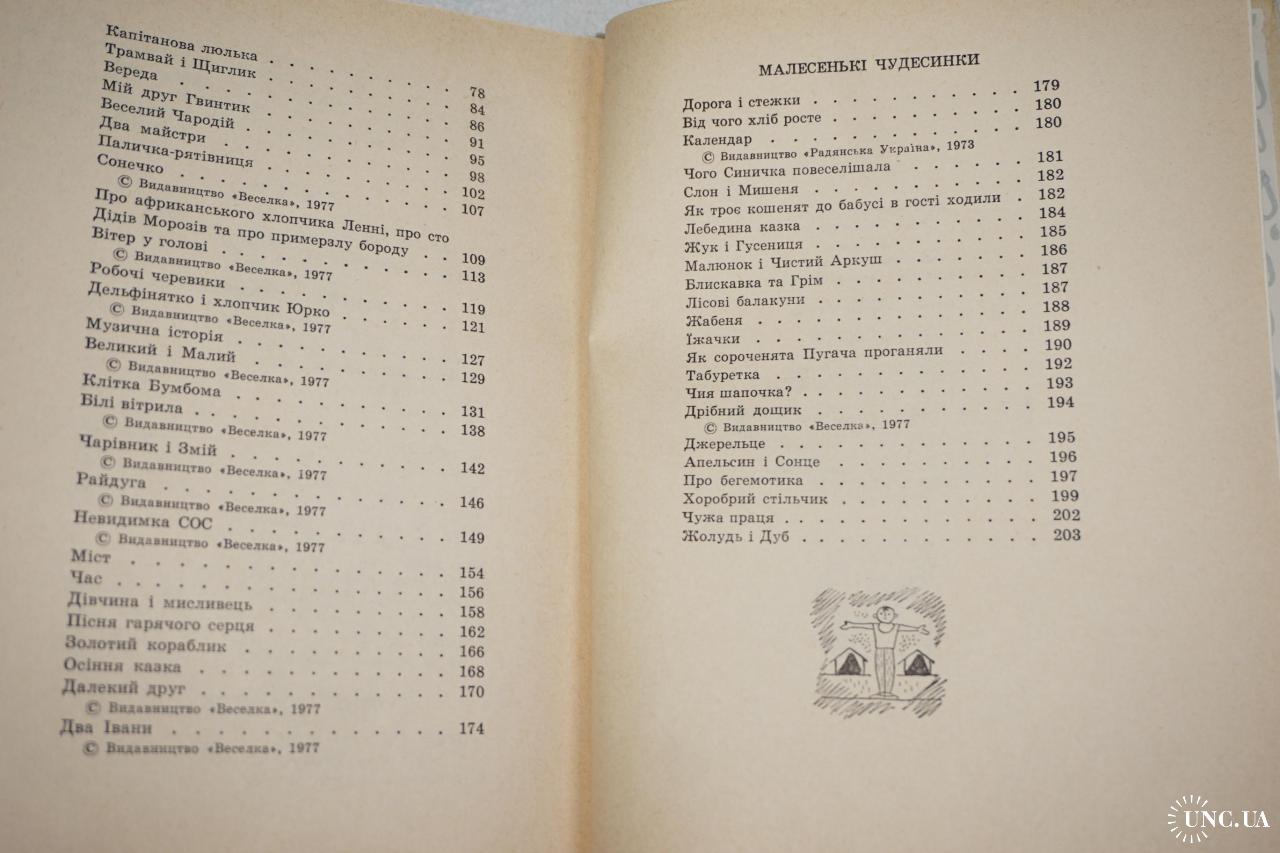 Капітанова люлька . . . . . . . . . . 78
Трамвай і Щиглик . . . . . . . . . . 84
Вереда . . . . . . . . . . . . . 86
Мій друг Гвинтик . . . . . . . . . . 91
Веселий Чародій . . . . . . . . . . 95
Два майстри . . . . . . . . . . . 98
Паличка-рятівниця . . . . . . . . . . 102
Сонечко . . . . . . . . . . . . 107
© Видавництво «Веселка», 1977
Про африканського хлопчика Ленні, про сто
Дідів Морозів та про примерзлу бороду . . 109
Вітер у голові . . . . . . . . . . . 113
© Видавництво «Веселка», 1977
Робочі черевики . . . . . . . . . . 119
Дельфінятко і хлопчик Юрко . . . . . . 121
© Видавництво «Веселка», 1977
Музична історія . . . . . . . . . . 127
Великий і Малий . . . . . . . . . . 129
© Видавництво «Веселка», 1977
Клітка Бумбома . . . . . . . . . . 131
Білі вітрила . . . . . . . . . . . . 138
© Видавництво «Веселка», 1977
Чарівник і Змій . . . . . . . . . . 142
© Видавництво «Веселка», 1977
Райдуга . . . . . . . . . . . . . 146
© Видавництво «Веселка», 1977
Невидимка СОС . . . . . . . . . . 149
© Видавництво «Веселка», 1977
Міст . . . . . . . . . . . . . . 154
Час . . . . . . . . . . . . . . 156
Дівчина і мисливець . . . . . . . . . 158
Пісня гарячого серця . . . . . . . . . 162
Золотий кораблик . . . . . . . . . . 166
Осіння казка . . . . . . . . . . . 168
Далекий друг . . . . . . . . . . . 170
© Видавництво «Веселка», 1977
Два Івани . . . . . . . . . . . . 174
© Видавництво «Веселка», 1977
МАЛЕСЕНЬКІ ЧУДЕСИНКИ
Дорога і стежки . . . . . . . . . . 179
Від чого хліб росте . . . . . . . . . 180
Календар . . . . . . . . . . . . 180
© Видавництво «Радянська Україна», 1973
Чого Синичка повеселішала . . . . . . 181
Слон і Мишеня . . . . . . . . . . 182
Як троє кошенят до бабусі в гості ходили . 182
Лебедина казка . . . . . . . . . . 184
Жук і Гусениця . . . . . . . . . . 185
Малюнок і Чистий Аркуш . . . . . . . 186
Блискавка та Грім . . . . . . . . . 187
Лісові балакуни . . . . . . . . . . 187
Жабеня . . . . . . . . . . . . . 188
Їжачки . . . . . . . . . . . . . 189
Як сороченята Пугача проганяли . . . . 190
Табуретка . . . . . . . . . . . . 192
Чия шапочка? . . . . . . . . . . . 193
Дрібний дощик . . . . . . . . . . 194
© Видавництво «Веселка», 1977
Джерельце . . . . . . . . . . . . 195
Апельсин і Сонце . . . . . . . . . . 196
Про бегемотика . . . . . . . . . . 197
Хоробрий стільчик . . . . . . . . . 199
Чужа праця . . . . . . . . . . . . 202
Жолудь і Дуб . . . . . . . . . . . 203
UNC.UA